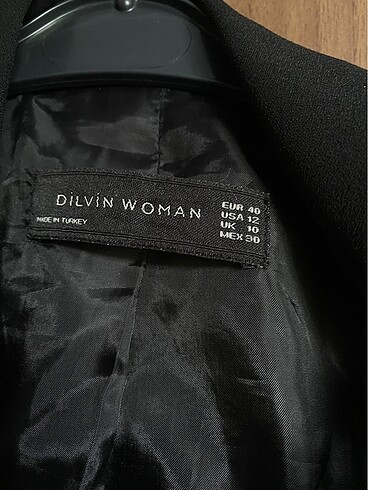 DİLVİN WOMAN
MADE IN TURKEY
EUR 40
USA 12
UK 10
MEX 30